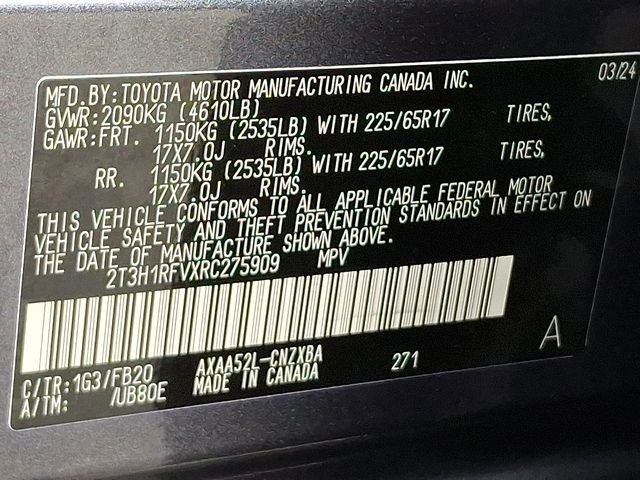 03/24
MFD.BY:TOYOTA MOTOR MANUFACTURING CANADA INC.
GVWR:2090KG (4610LB)
GAWR:FRT. 1150KG (2535LB) WITH 225/65R17 TIRES,
17X7.0J RIMS.
RR. 1150KG (2535LB) WITH 225/65R17 TIRES,
17X7.0J RIMS.
THIS VEHICLE CONFORMS TO ALL APPLICABLE FEDERAL MOTOR
VEHICLE SAFETY AND THEFT PREVENTION STANDARDS IN EFFECT ON
THE DATE OF MANUFACTURE SHOWN ABOVE.
2T3H1RFVXRC275909 MPV
C/TR:1G3/FB20 AXAA52L-CNZXBA 271 A
A/TM: /UB80E MADE IN CANADA